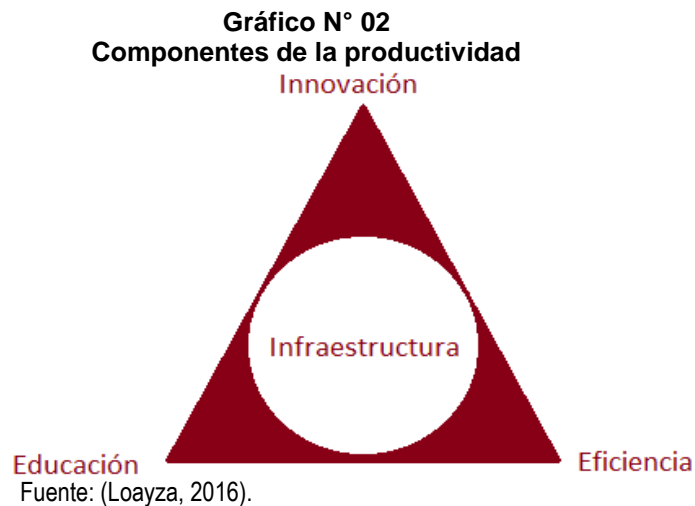 Gráfico N° 02
Componentes de la productividad
Innovación
Infraestructura
Educación
Eficiencia
Fuente: (Loayza, 2016).